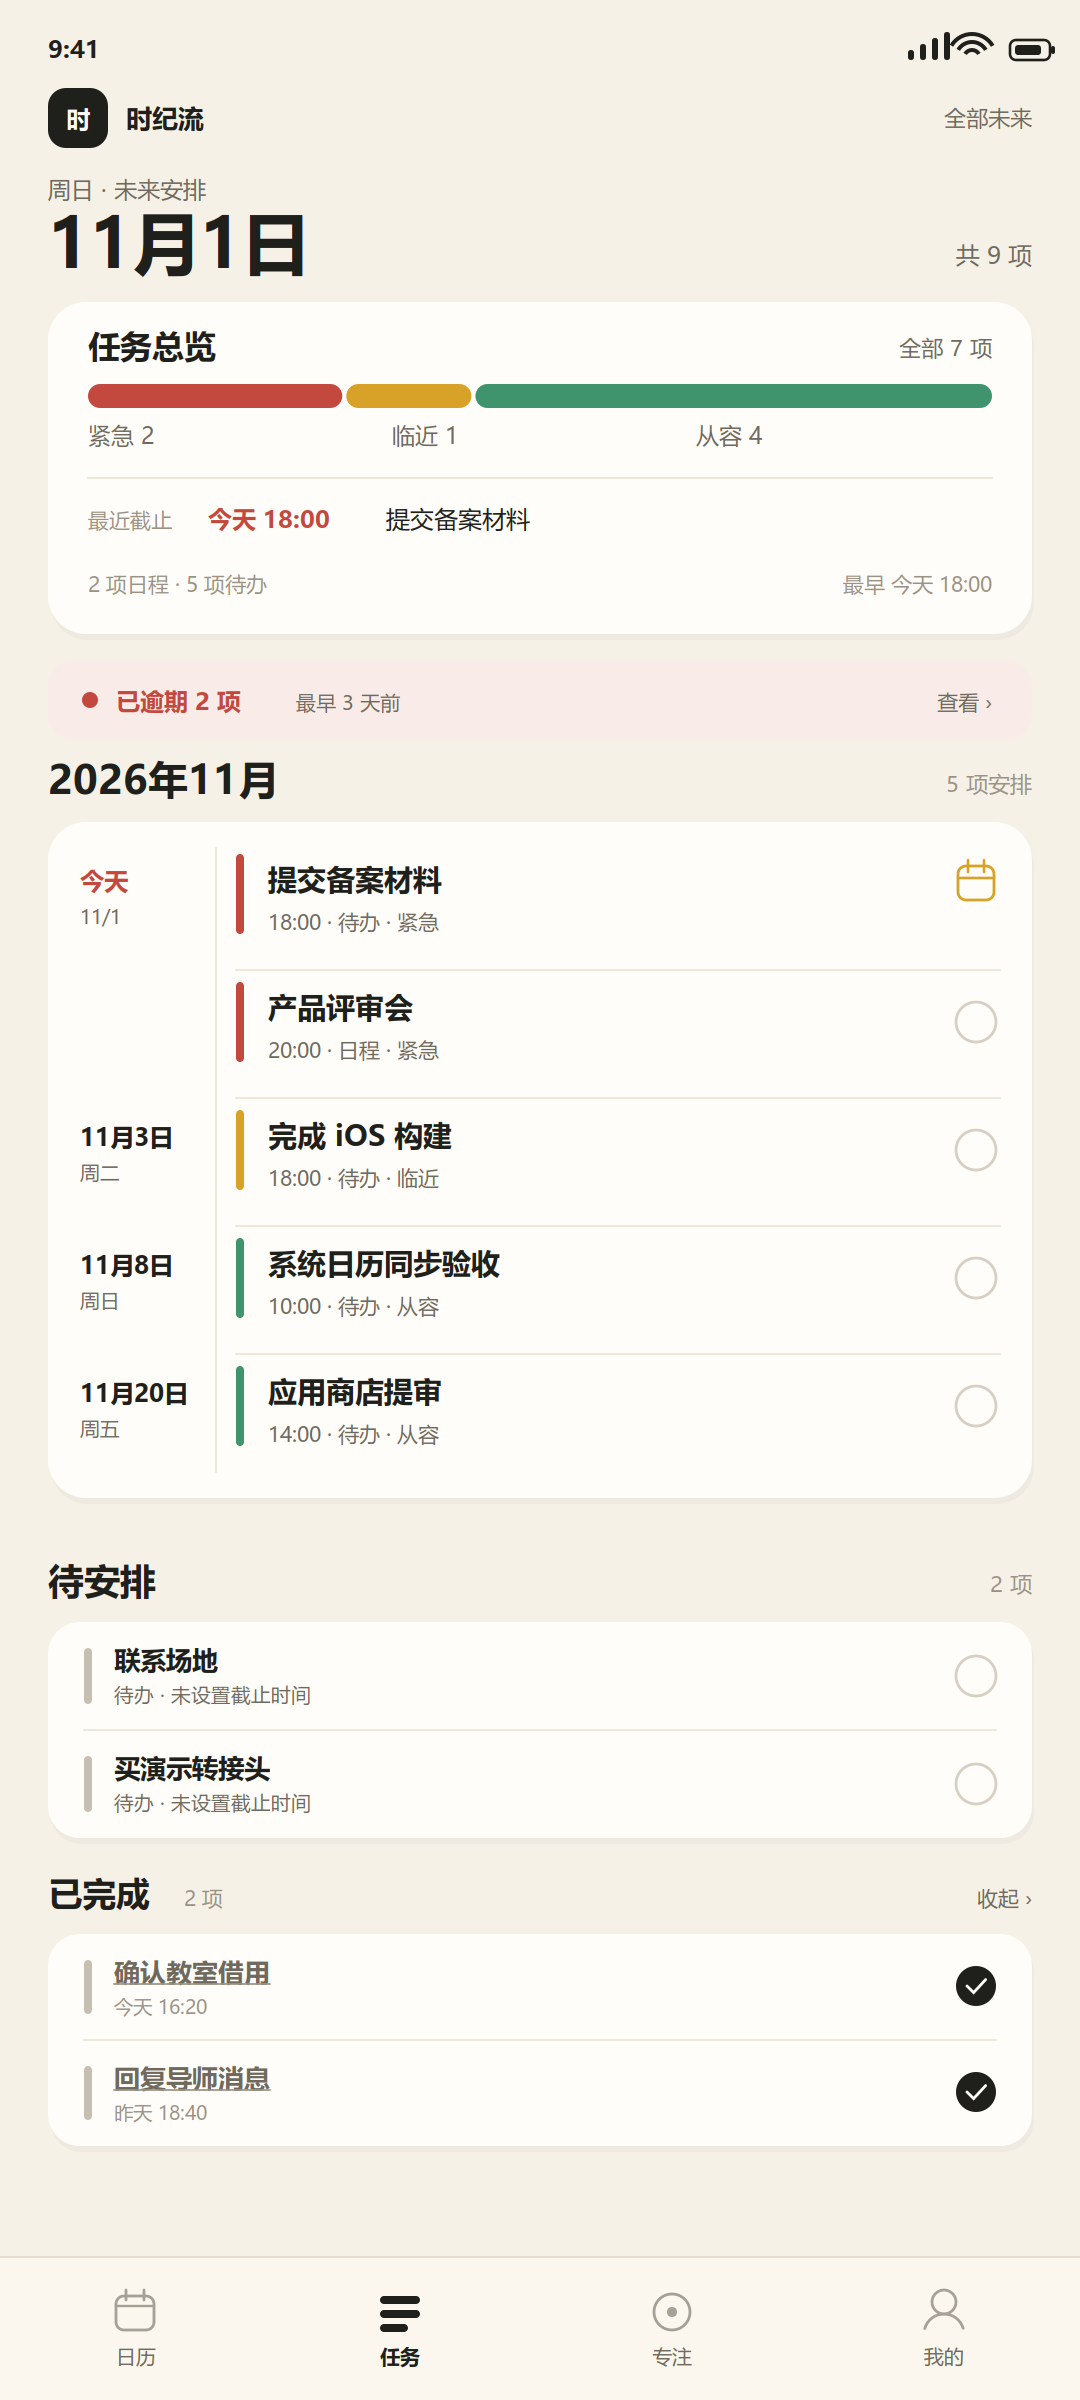 9:41
时 时纪流 全部未来
周日 · 未来安排
11月1日 共 9 项
任务总览 全部 7 项
紧急 2 临近 1 从容 4
最近截止 今天 18:00 提交备案材料
2 项日程 · 5 项待办 最早 今天 18:00
已逾期 2 项 最早 3 天前 查看 ›
2026年11月 5 项安排
今天 提交备案材料
11/1 18:00 · 待办 · 紧急
产品评审会
20:00 · 日程 · 紧急
11月3日 完成 iOS 构建
周二 18:00 · 待办 · 临近
11月8日 系统日历同步验收
周日 10:00 · 待办 · 从容
11月20日 应用商店提审
周五 14:00 · 待办 · 从容
待安排 2 项
联系场地
待办 · 未设置截止时间
买演示转接头
待办 · 未设置截止时间
已完成 2 项 收起 ›
确认教室借用
今天 16:20
回复导师消息
昨天 18:40
日历 任务 专注 我的